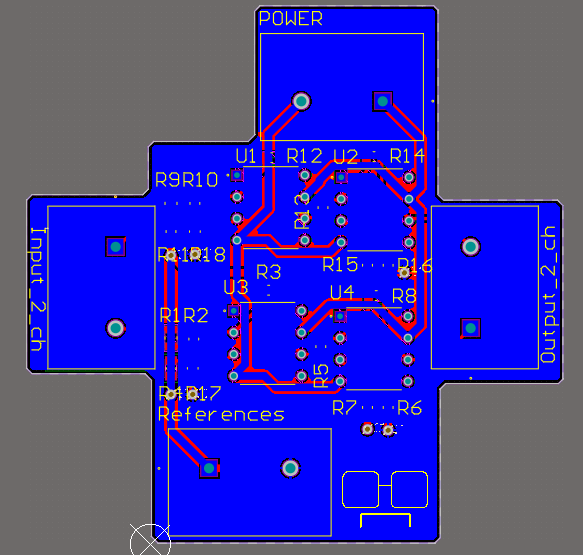 POWER
U1 R12 U2 R14
R9R10
R13
R11R18
R15 R16
R3
Input_2_ch
Output_2_ch
U3 U4 R8
R1R2
R5
R4R17
R7 R6
References